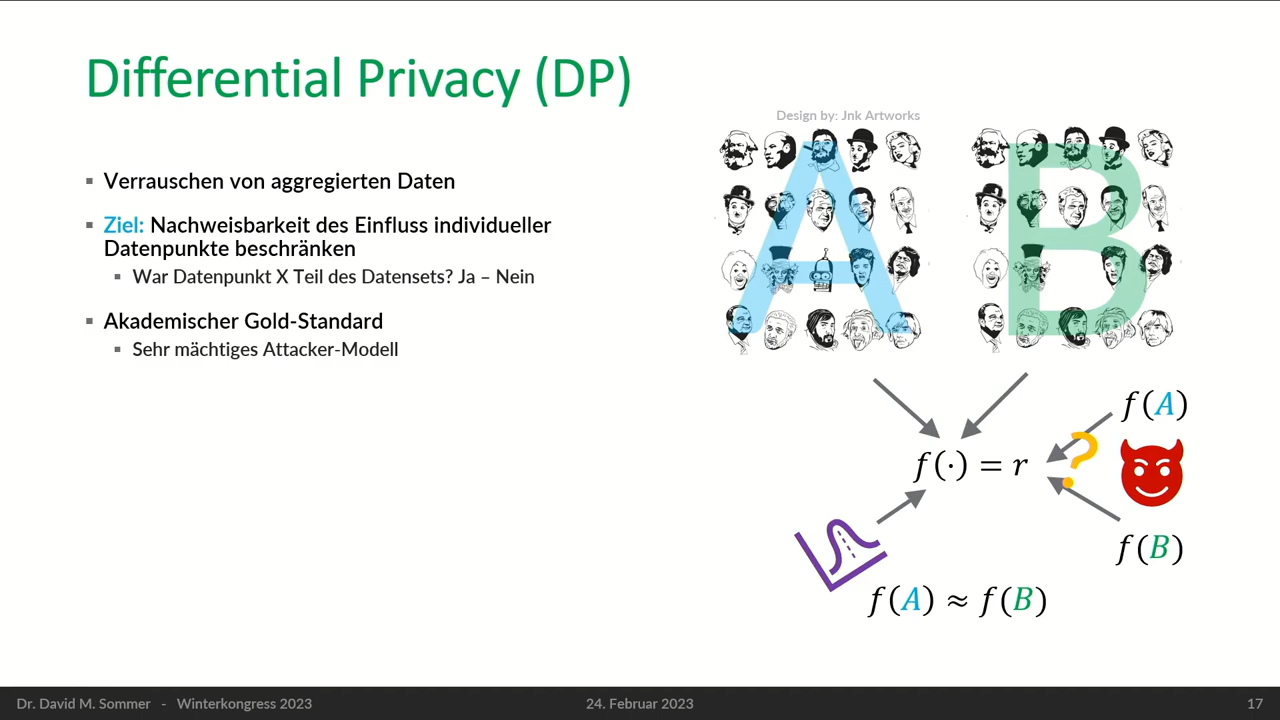 Differential Privacy (DP)
Design by: Jnk Artworks
A
B
▪ Verrauschen von aggregierten Daten
▪ Ziel: Nachweisbarkeit des Einfluss individueller
Datenpunkte beschränken
▪ War Datenpunkt X Teil des Datensets? Ja – Nein
▪ Akademischer Gold-Standard
▪ Sehr mächtiges Attacker-Modell
f(A)
f(·) = r
?
f(B)
f(A) ≈ f(B)
Dr. David M. Sommer - Winterkongress 2023
24. Februar 2023
17